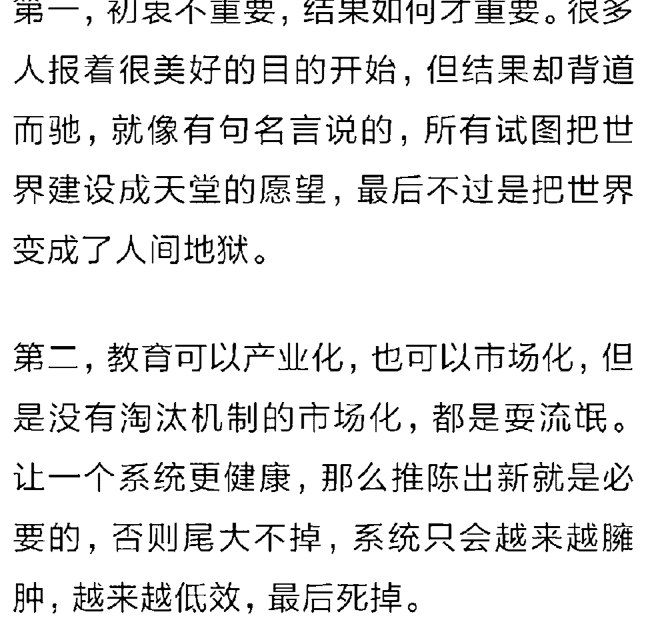 第一，初衷不重要，结果如何才重要。很多
人报着很美好的目的开始，但结果却背道
而驰，就像有句名言说的，所有试图把世
界建设成天堂的愿望，最后不过是把世界
变成了人间地狱。
第二，教育可以产业化，也可以市场化，但
是没有淘汰机制的市场化，都是耍流氓。
让一个系统更健康，那么推陈出新就是必
要的，否则尾大不掉，系统只会越来越臃
肿，越来越低效，最后死掉。